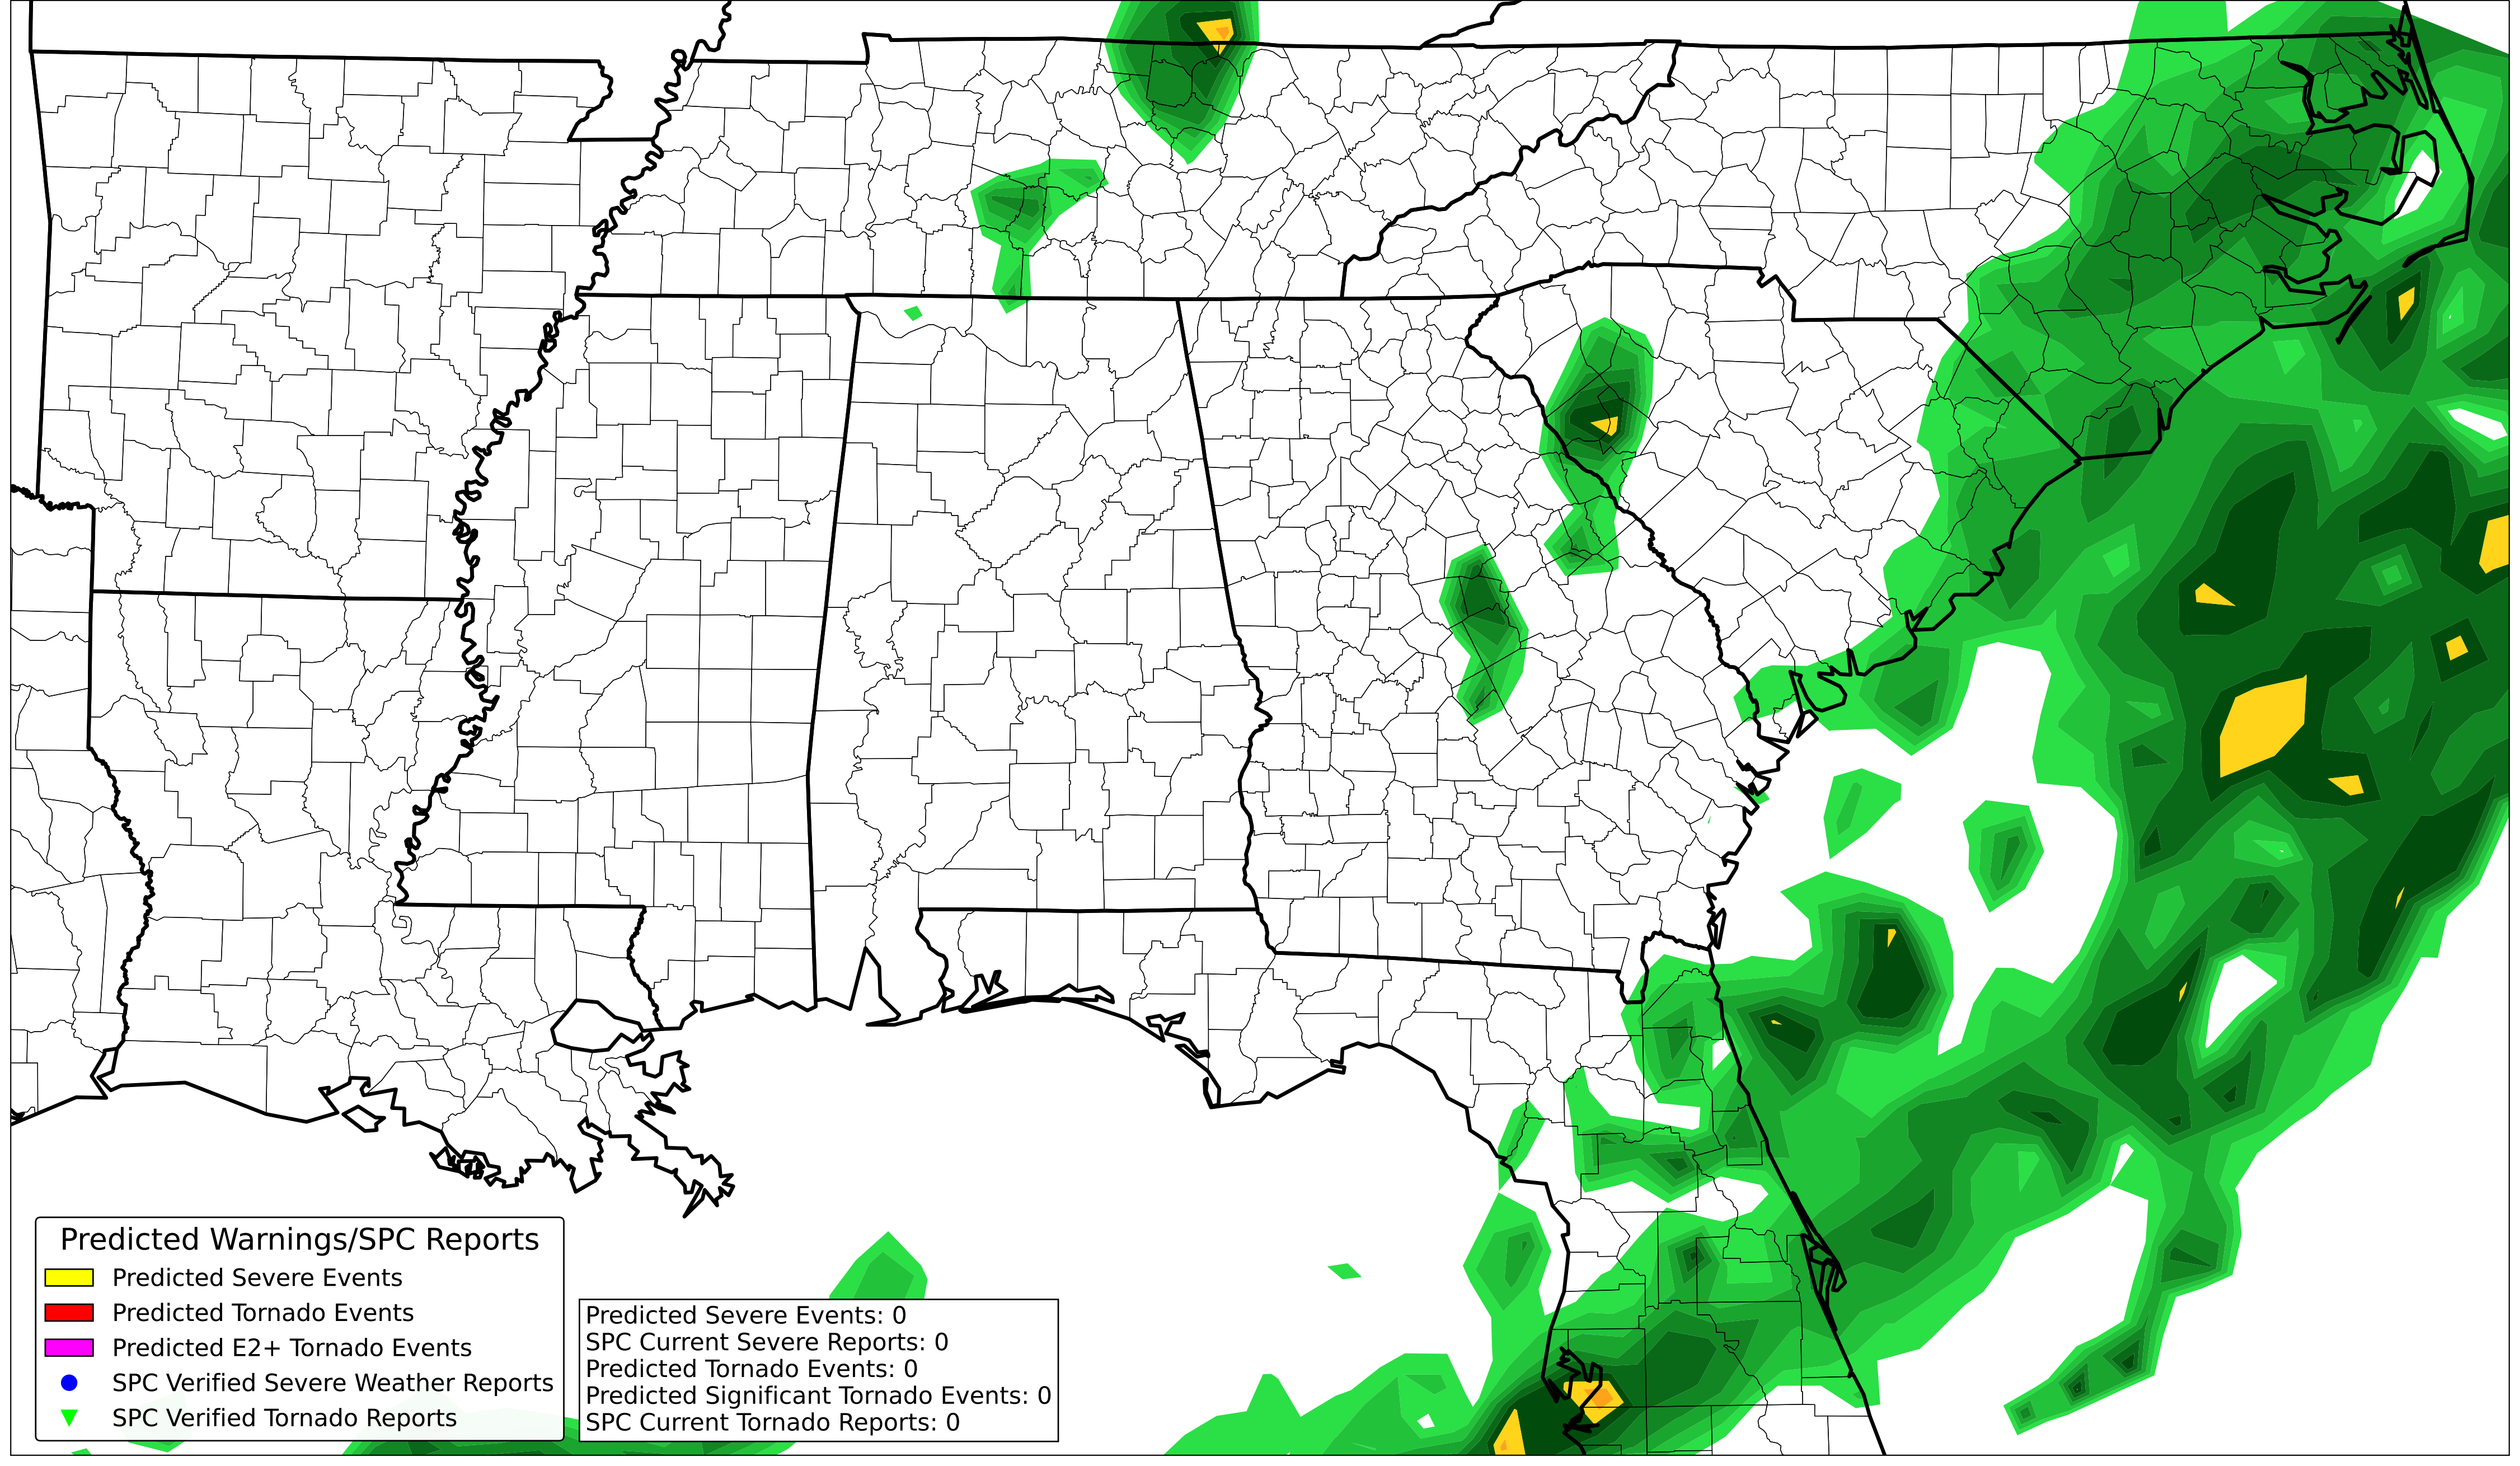 Predicted Warnings/SPC Reports
Predicted Severe Events
Predicted Tornado Events
Predicted E2+ Tornado Events
SPC Verified Severe Weather Reports
SPC Verified Tornado Reports
Predicted Severe Events: 0
SPC Current Severe Reports: 0
Predicted Tornado Events: 0
Predicted Significant Tornado Events: 0
SPC Current Tornado Reports: 0